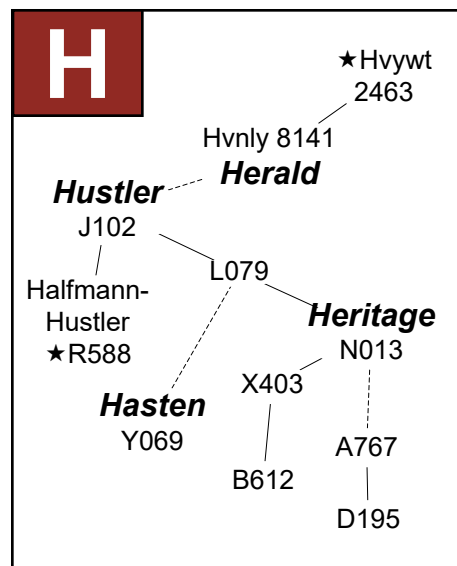 H
★Hvywt
2463
Hvnly 8141
Herald
Hustler
J102
L079
Halfmann-
Hustler
★R588
Heritage
N013
X403
Hasten
Y069
A767
B612
D195